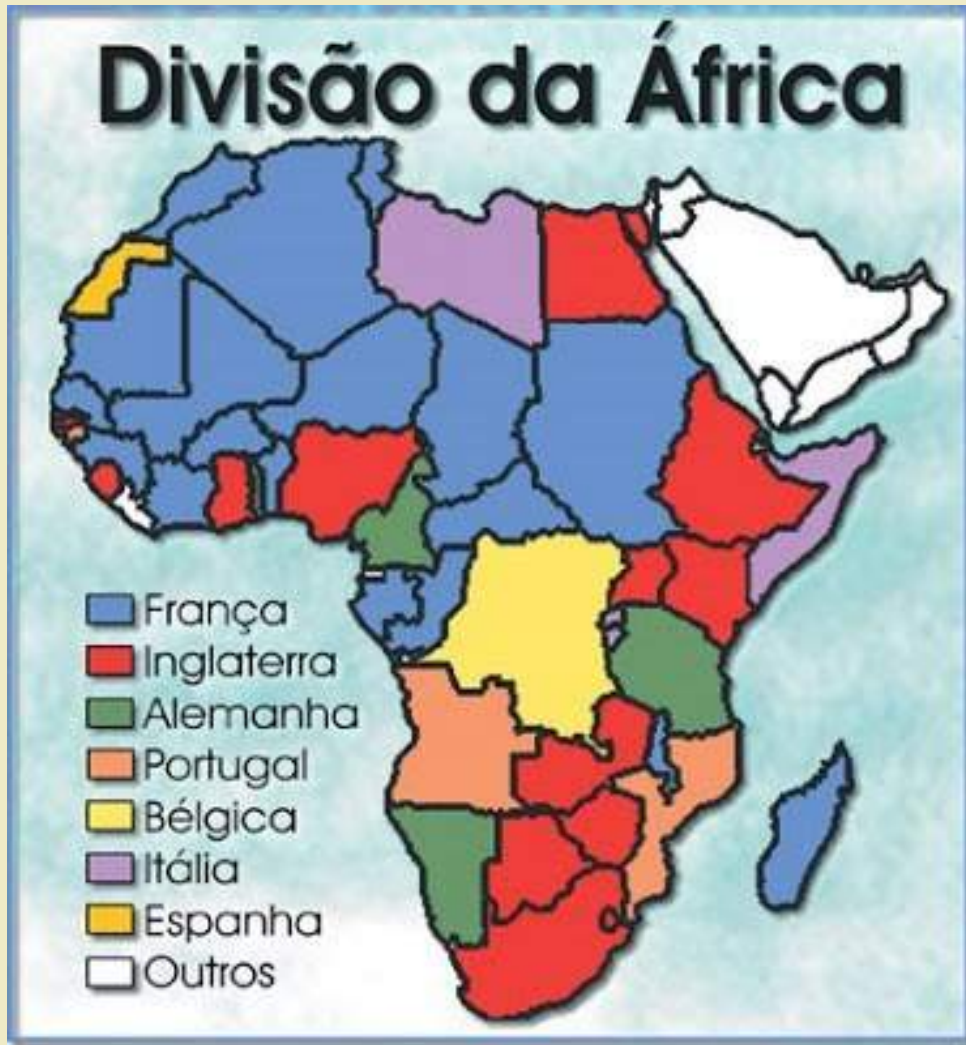 Divisão da África
França
Inglaterra
Alemanha
Portugal
Bélgica
Itália
Espanha
Outros